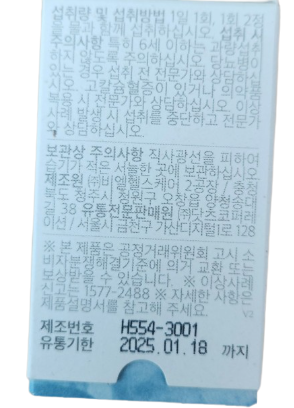 섭취량 및 섭취방법 1일 1회, 1회 2정
을 물과 함께 섭취하십시오. 섭취 시
주의사항 특히 6세 이하는 과량섭취
하지 않도록 주의하십시오. 당뇨병이
있는 경우 섭취 전 전문가와 상담하십
시오. 고칼슘혈증이 있거나 의약품
복용 시 전문가와 상담하십시오. 이상
사례 발생 시 섭취를 중단하고 전문가
와 상담하십시오.
보관상 주의사항 직사광선을 피하여
습기가 적은 서늘한 곳에 보관하십시오.
제조원 ㈜비엘헬스케어 2공장 / 충청
북도 청주시 청원구 오창읍 양청송대
길 38 유통전문판매원 ㈜닥츠코퍼레
이션 / 서울시 금천구 가산디지털1로 128
※ 본 제품은 공정거래위원회 고시 소
비자분쟁해결기준에 의거 교환 또는
보상받을 수 있습니다. ※ 이상사례
신고는 1577-2488 ※ 자세한 사항은
제품설명서를 참고해 주세요. V2
제조번호 H554-3001
유통기한 2025.01.18 까지